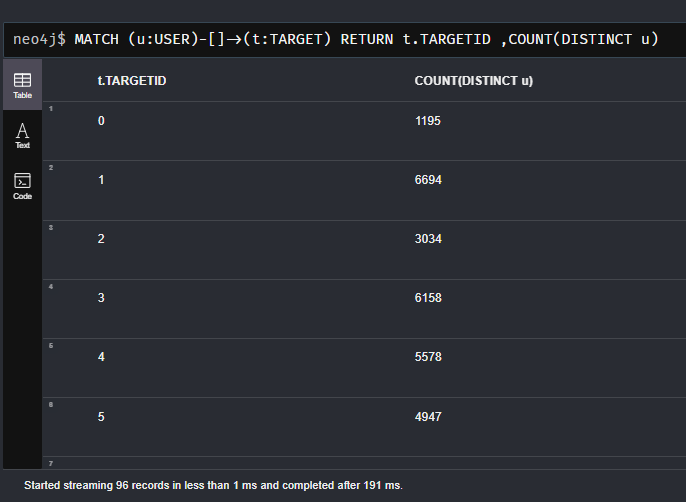 neo4j$ MATCH (u:USER)-[]→(t:TARGET) RETURN t.TARGETID ,COUNT(DISTINCT u)
t.TARGETID COUNT(DISTINCT u)
Table
1
0 1195
Text
2
1 6694
Code
3
2 3034
4
3 6158
5
4 5578
6
5 4947
7
Started streaming 96 records in less than 1 ms and completed after 191 ms.